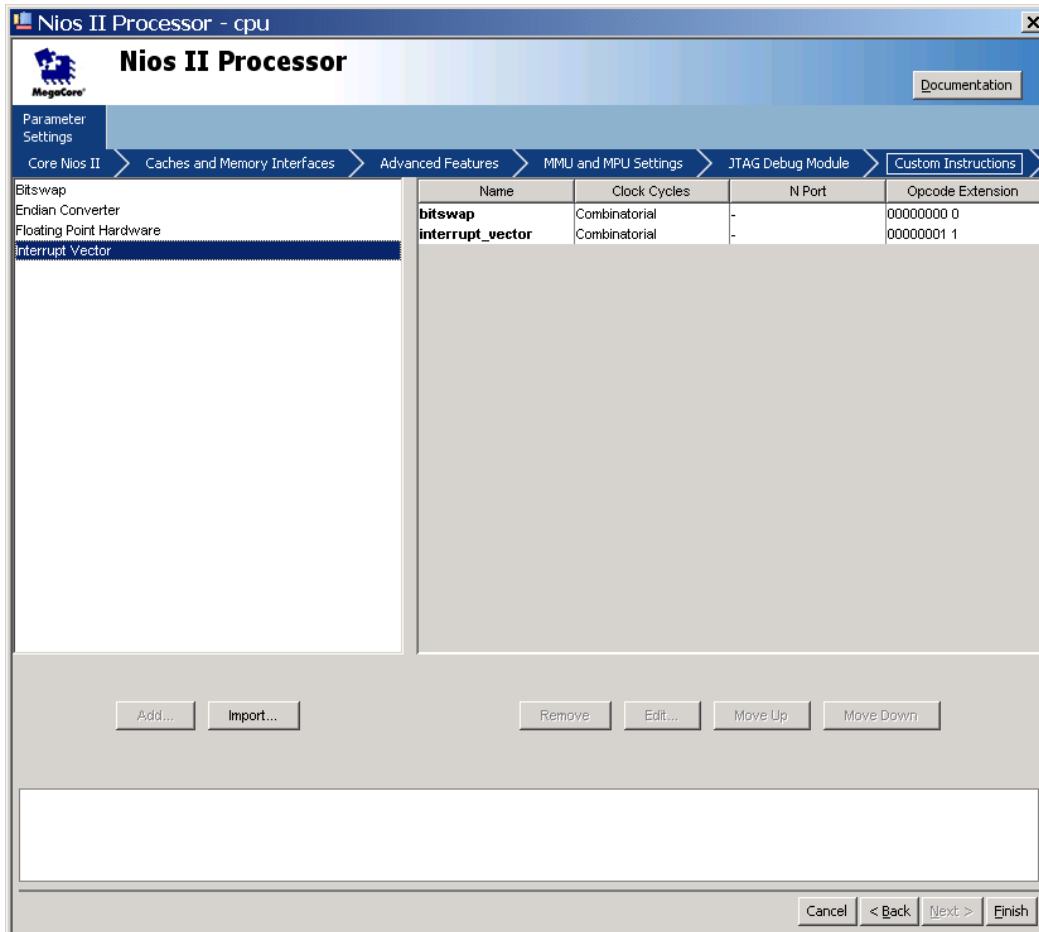 Nios II Processor - cpu
MegaCore®
Nios II Processor
Documentation
Parameter
Settings
Core Nios II Caches and Memory Interfaces Advanced Features MMU and MPU Settings JTAG Debug Module Custom Instructions
Bitswap
Endian Converter
Floating Point Hardware
Interrupt Vector
Name Clock Cycles N Port Opcode Extension
bitswap Combinatorial - 00000000 0
interrupt_vector Combinatorial - 00000001 1
Add... Import... Remove Edit... Move Up Move Down
Cancel < Back Next > Finish